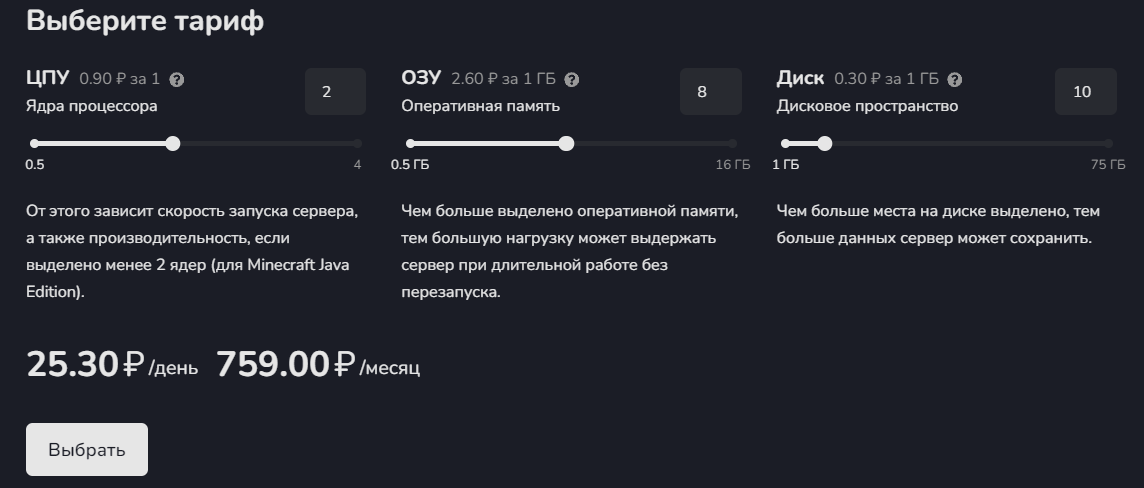 Выберите тариф
ЦПУ 0.90 ₽ за 1 ?
Ядра процессора
2
0.5
4
От этого зависит скорость запуска сервера,
а также производительность, если
выделено менее 2 ядер (для Minecraft Java
Edition).
ОЗУ 2.60 ₽ за 1 ГБ ?
Оперативная память
8
0.5 ГБ
16 ГБ
Чем больше выделено оперативной памяти,
тем большую нагрузку может выдержать
сервер при длительной работе без
перезапуска.
Диск 0.30 ₽ за 1 ГБ ?
Дисковое пространство
10
1 ГБ
75 ГБ
Чем больше места на диске выделено, тем
больше данных сервер может сохранить.
25.30 ₽ /день 759.00 ₽ /месяц
Выбрать